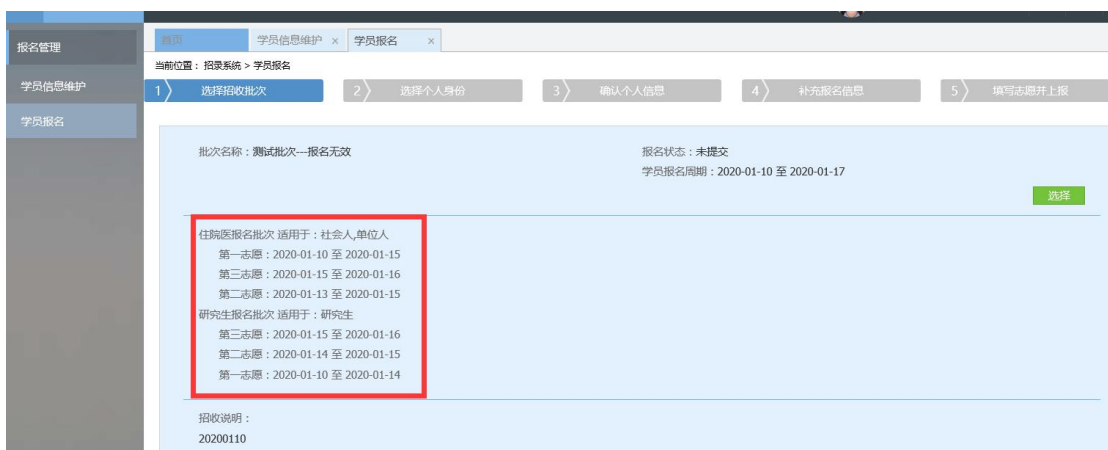 报名管理
学员信息维护
学员报名
首页
学员信息维护 ×
学员报名 ×
当前位置：招录系统 > 学员报名
1 选择招收批次
2 选择个人身份
3 确认个人信息
4 补充报名信息
5 填写志愿并上报
批次名称：测试批次---报名无效
报名状态：未提交
学员报名周期：2020-01-10 至 2020-01-17
选择
住院医报名批次 适用于：社会人,单位人
第一志愿：2020-01-10 至 2020-01-15
第三志愿：2020-01-15 至 2020-01-16
第二志愿：2020-01-13 至 2020-01-15
研究生报名批次 适用于：研究生
第三志愿：2020-01-15 至 2020-01-16
第二志愿：2020-01-14 至 2020-01-15
第一志愿：2020-01-10 至 2020-01-14
招收说明：
20200110